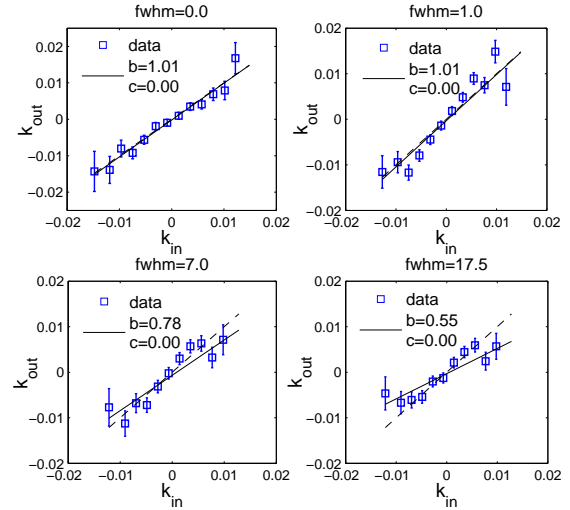 fwhm=0.0
0.02
0.01
0
−0.01
−0.02
k_out
data
b=1.01
c=0.00
−0.02
−0.01
0
0.01
0.02
k_in
fwhm=1.0
0.02
0.01
0
−0.01
−0.02
k_out
data
b=1.01
c=0.00
−0.02
−0.01
0
0.01
0.02
k_in
fwhm=7.0
0.02
0.01
0
−0.01
−0.02
k_out
data
b=0.78
c=0.00
−0.02
−0.01
0
0.01
0.02
k_in
fwhm=17.5
0.02
0.01
0
−0.01
−0.02
k_out
data
b=0.55
c=0.00
−0.02
−0.01
0
0.01
0.02
k_in